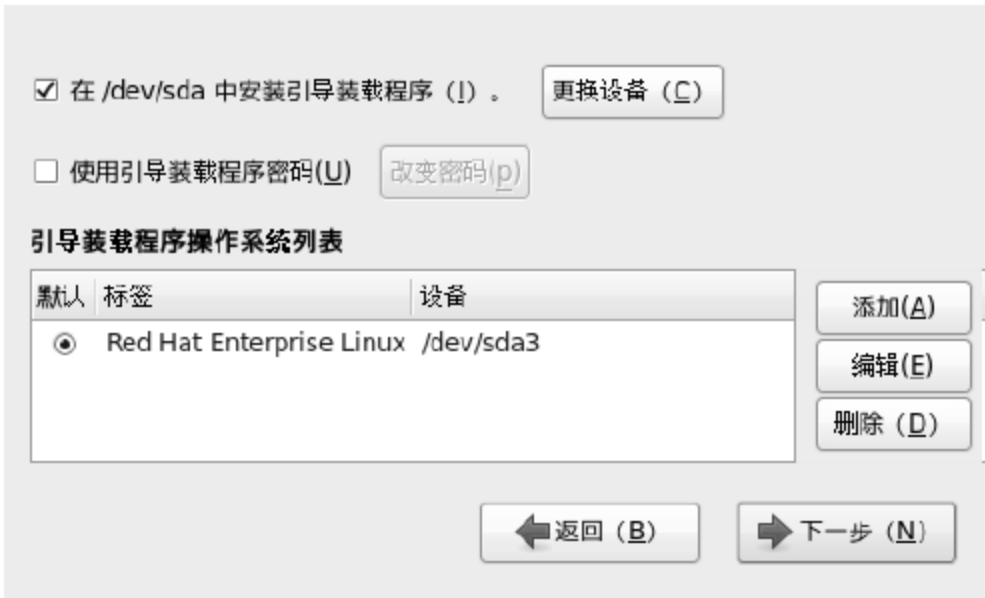 在 /dev/sda 中安装引导装载程序（I）。 更换设备（C）
使用引导装载程序密码(U) 改变密码(p)
引导装载程序操作系统列表
默认 标签 设备
Red Hat Enterprise Linux /dev/sda3
添加(A)
编辑(E)
删除（D）
返回（B） 下一步（N）